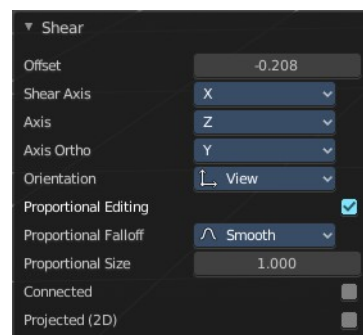 Shear
Offset -0.208
Shear Axis X
Axis Z
Axis Ortho Y
Orientation View
Proportional Editing
Proportional Falloff Smooth
Proportional Size 1.000
Connected
Projected (2D)